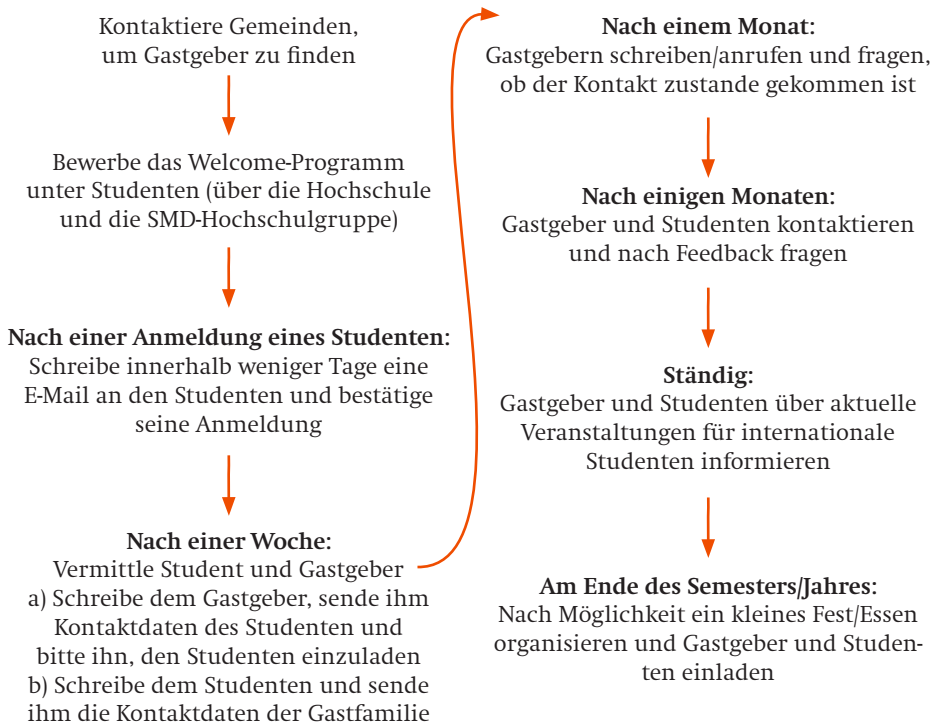 Kontaktiere Gemeinden,
um Gastgeber zu finden
Bewerbe das Welcome-Programm
unter Studenten (über die Hochschule
und die SMD-Hochschulgruppe)
Nach einer Anmeldung eines Studenten:
Schreibe innerhalb weniger Tage eine
E-Mail an den Studenten und bestätige
seine Anmeldung
Nach einer Woche:
Vermittle Student und Gastgeber
a) Schreibe dem Gastgeber, sende ihm
Kontaktdaten des Studenten und
bitte ihn, den Studenten einzuladen
b) Schreibe dem Studenten und sende
ihm die Kontaktdaten der Gastfamilie
Nach einem Monat:
Gastgebern schreiben/anrufen und fragen,
ob der Kontakt zustande gekommen ist
Nach einigen Monaten:
Gastgeber und Studenten kontaktieren
und nach Feedback fragen
Ständig:
Gastgeber und Studenten über aktuelle
Veranstaltungen für internationale
Studenten informieren
Am Ende des Semesters/Jahres:
Nach Möglichkeit ein kleines Fest/Essen
organisieren und Gastgeber und Studen-
ten einladen